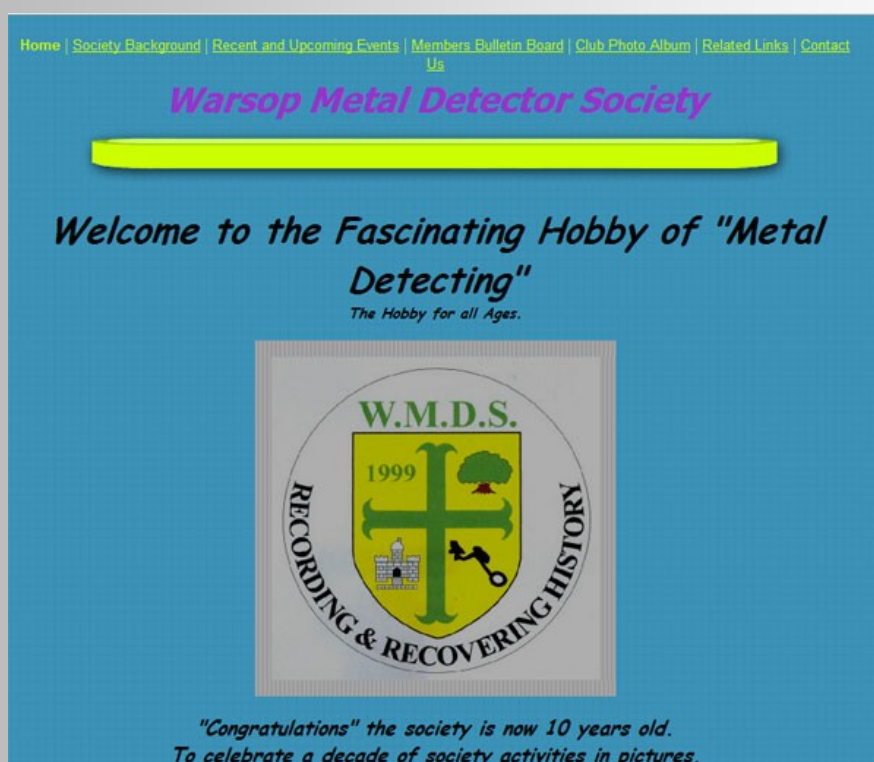 Home | Society Background | Recent and Upcoming Events | Members Bulletin Board | Club Photo Album | Related Links | Contact
Us
Warsop Metal Detector Society
Welcome to the Fascinating Hobby of "Metal
Detecting"
The Hobby for all Ages.
W.M.D.S.
1999
RECORDING & RECOVERING HISTORY
"Congratulations" the society is now 10 years old.
To celebrate a decade of society activities in pictures,